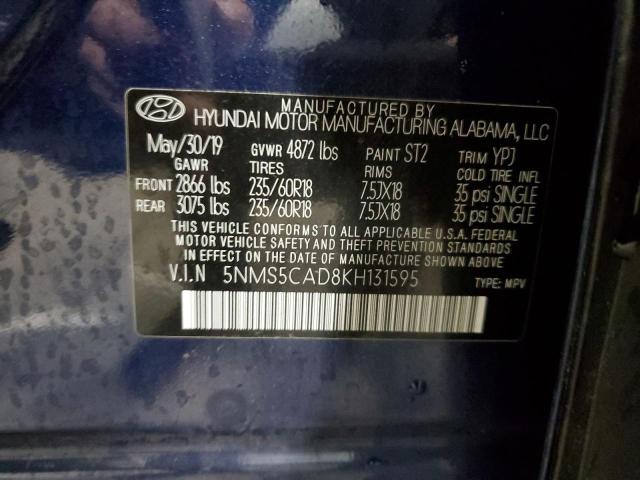 MANUFACTURED BY
HYUNDAI MOTOR MANUFACTURING ALABAMA, LLC
May/30/19 GVWR 4872 lbs PAINT ST2 TRIM YPJ
GAWR TIRES RIMS COLD TIRE INFL
FRONT 2866 lbs 235/60R18 7.5JX18 35 psi SINGLE
REAR 3075 lbs 235/60R18 7.5JX18 35 psi SINGLE
THIS VEHICLE CONFORMS TO ALL APPLICABLE U.S. FEDERAL
MOTOR VEHICLE SAFETY AND THEFT PREVENTION STANDARDS
IN EFFECT ON THE DATE OF MANUFACTURE SHOWN ABOVE.
V.I.N 5NMS5CAD8KH131595 TYPE: MPV